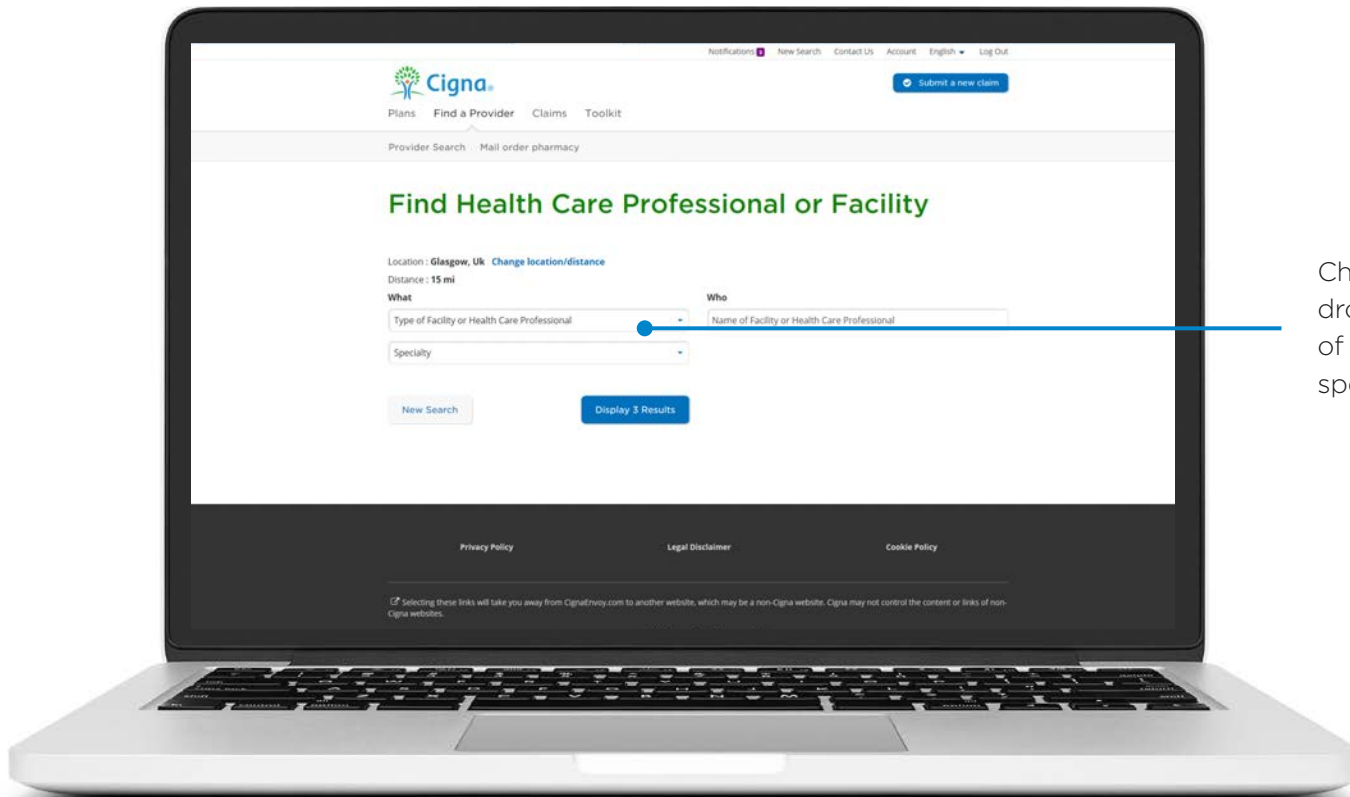 Notifications New Search Contact Us Account English Log Out
Cigna®
Submit a new claim
Plans Find a Provider Claims Toolkit
Provider Search Mail order pharmacy
Find Health Care Professional or Facility
Location : Glasgow, Uk Change location/distance
Distance : 15 mi
What Who
Type of Facility or Health Care Professional Name of Facility or Health Care Professional
Specialty
New Search Display 3 Results
Ch
dro
of
spe
Privacy Policy Legal Disclaimer Cookie Policy
Selecting these links will take you away from CignaEnvoy.com to another website, which may be a non-Cigna website. Cigna may not control the content or links of non-
Cigna websites.